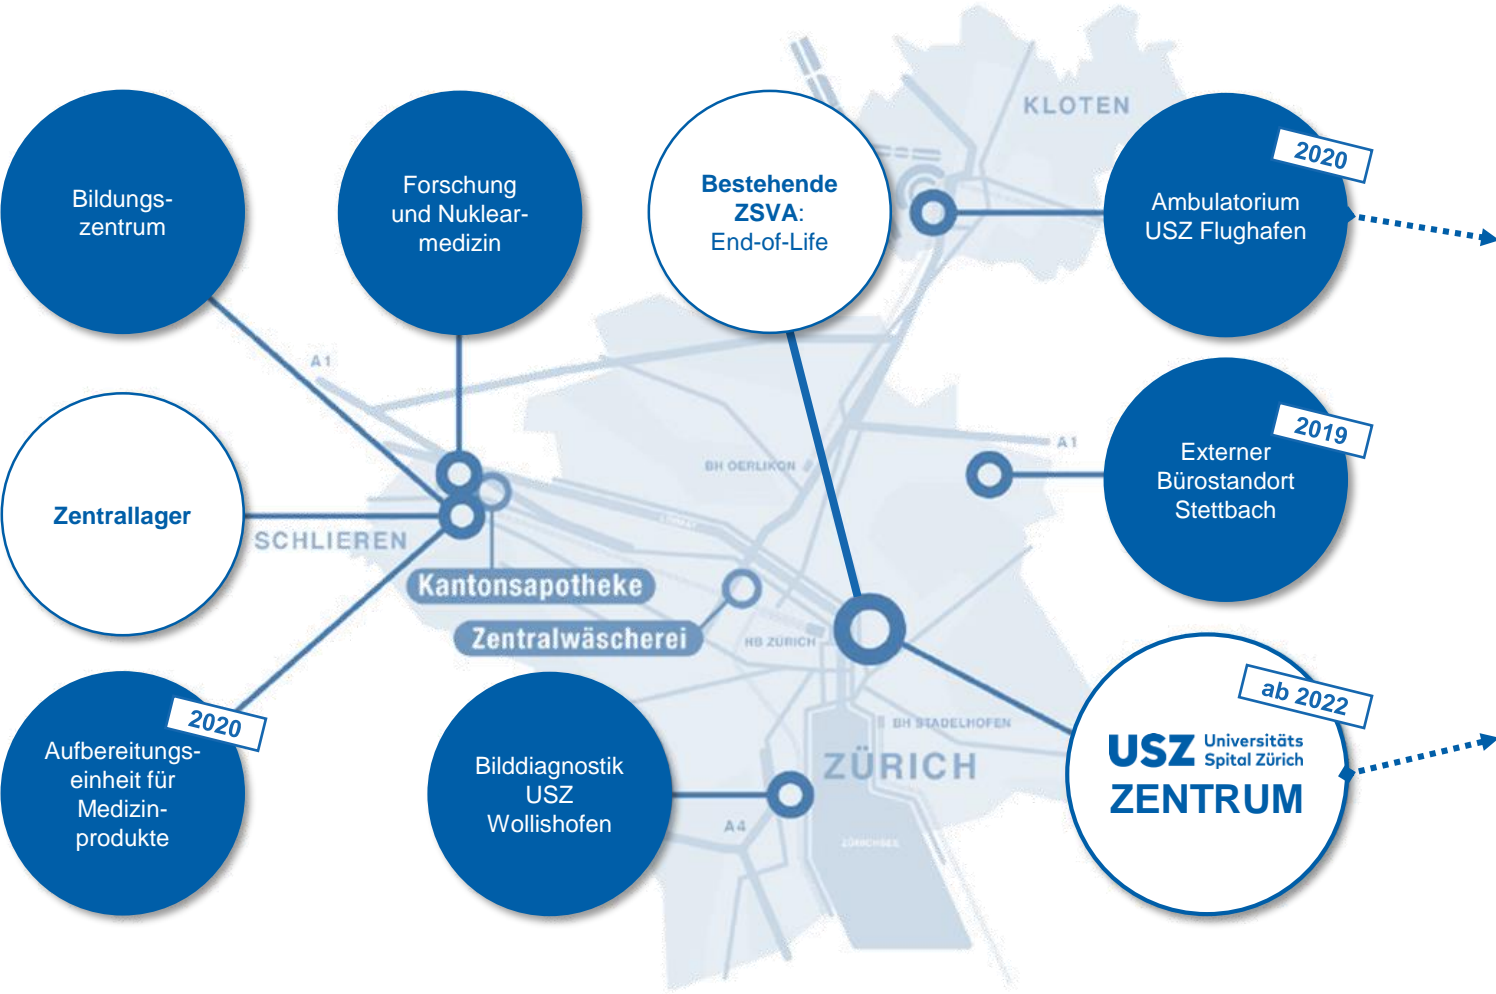 KLOTEN
2020
Bildungs-
zentrum
Forschung
und Nuklear-
medizin
Bestehende
ZSVA:
End-of-Life
Ambulatorium
USZ Flughafen
A1
2019
A1
BH OERLIKON
Externer
Bürostandort
Stettbach
Zentrallager
SCHLIEREN
LIMMAT
Kantonsapotheke
Zentralwäscherei
HB ZÜRICH
ab 2022
2020
BH STADELHOFEN
ZÜRICH
USZ Universitäts
Spital Zürich
ZENTRUM
Aufbereitungs-
einheit für
Medizin-
produkte
Bilddiagnostik
USZ
Wollishofen
A4
ZÜRICHSEE